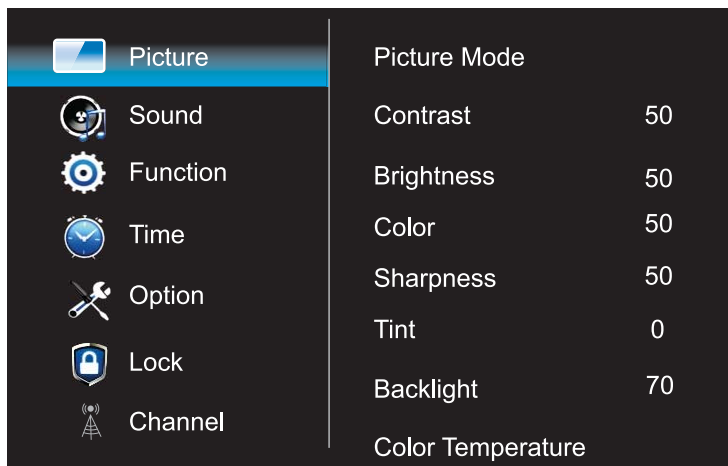 Picture
Sound
Function
Time
Option
Lock
Channel
Picture Mode
Contrast 50
Brightness 50
Color 50
Sharpness 50
Tint 0
Backlight 70
Color Temperature